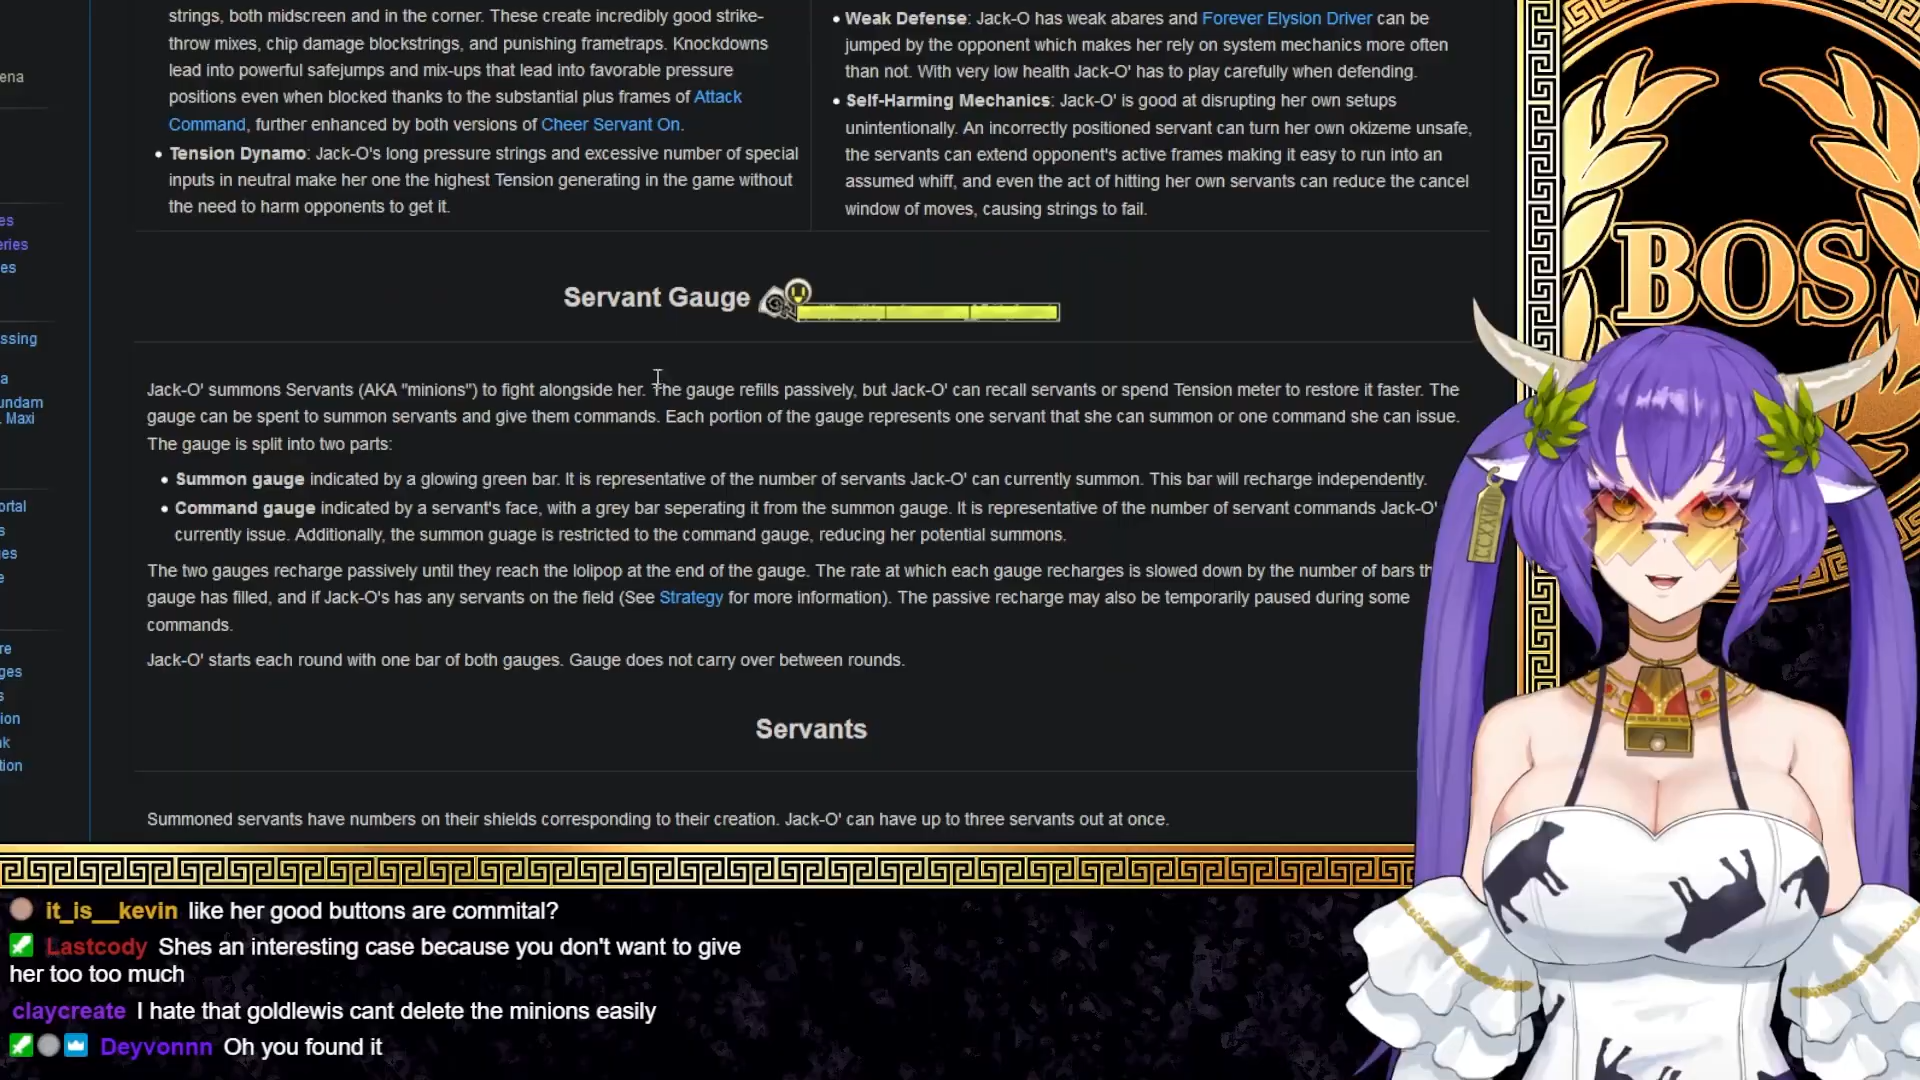 strings, both midscreen and in the corner. These create incredibly good strike-
throw mixes, chip damage blockstrings, and punishing frametraps. Knockdowns
lead into powerful safejumps and mix-ups that lead into favorable pressure
positions even when blocked thanks to the substantial plus frames of Attack
Command, further enhanced by both versions of Cheer Servant On.
• Tension Dynamo: Jack-O's long pressure strings and excessive number of special
inputs in neutral make her one the highest Tension generating in the game without
the need to harm opponents to get it.
• Weak Defense: Jack-O has weak abares and Forever Elysion Driver can be
jumped by the opponent which makes her rely on system mechanics more often
than not. With very low health Jack-O' has to play carefully when defending.
• Self-Harming Mechanics: Jack-O' is good at disrupting her own setups
unintentionally. An incorrectly positioned servant can turn her own okizeme unsafe,
the servants can extend opponent's active frames making it easy to run into an
assumed whiff, and even the act of hitting her own servants can reduce the cancel
window of moves, causing strings to fail.
ena
es
eries
es
ssing
a
undam
. Maxi
ortal
s
ges
e
re
ges
s
ion
nk
tion
Servant Gauge
Jack-O' summons Servants (AKA "minions") to fight alongside her. The gauge refills passively, but Jack-O' can recall servants or spend Tension meter to restore it faster. The
gauge can be spent to summon servants and give them commands. Each portion of the gauge represents one servant that she can summon or one command she can issue.
The gauge is split into two parts:
• Summon gauge indicated by a glowing green bar. It is representative of the number of servants Jack-O' can currently summon. This bar will recharge independently.
• Command gauge indicated by a servant's face, with a grey bar seperating it from the summon gauge. It is representative of the number of servant commands Jack-O'
currently issue. Additionally, the summon guage is restricted to the command gauge, reducing her potential summons.
The two gauges recharge passively until they reach the lolipop at the end of the gauge. The rate at which each gauge recharges is slowed down by the number of bars th
gauge has filled, and if Jack-O's has any servants on the field (See Strategy for more information). The passive recharge may also be temporarily paused during some
commands.
Jack-O' starts each round with one bar of both gauges. Gauge does not carry over between rounds.
Servants
Summoned servants have numbers on their shields corresponding to their creation. Jack-O' can have up to three servants out at once.
BOS
it_is__kevin like her good buttons are commital?
Lastcody Shes an interesting case because you don't want to give
her too too much
claycreate I hate that goldlewis cant delete the minions easily
Deyvonnn Oh you found it